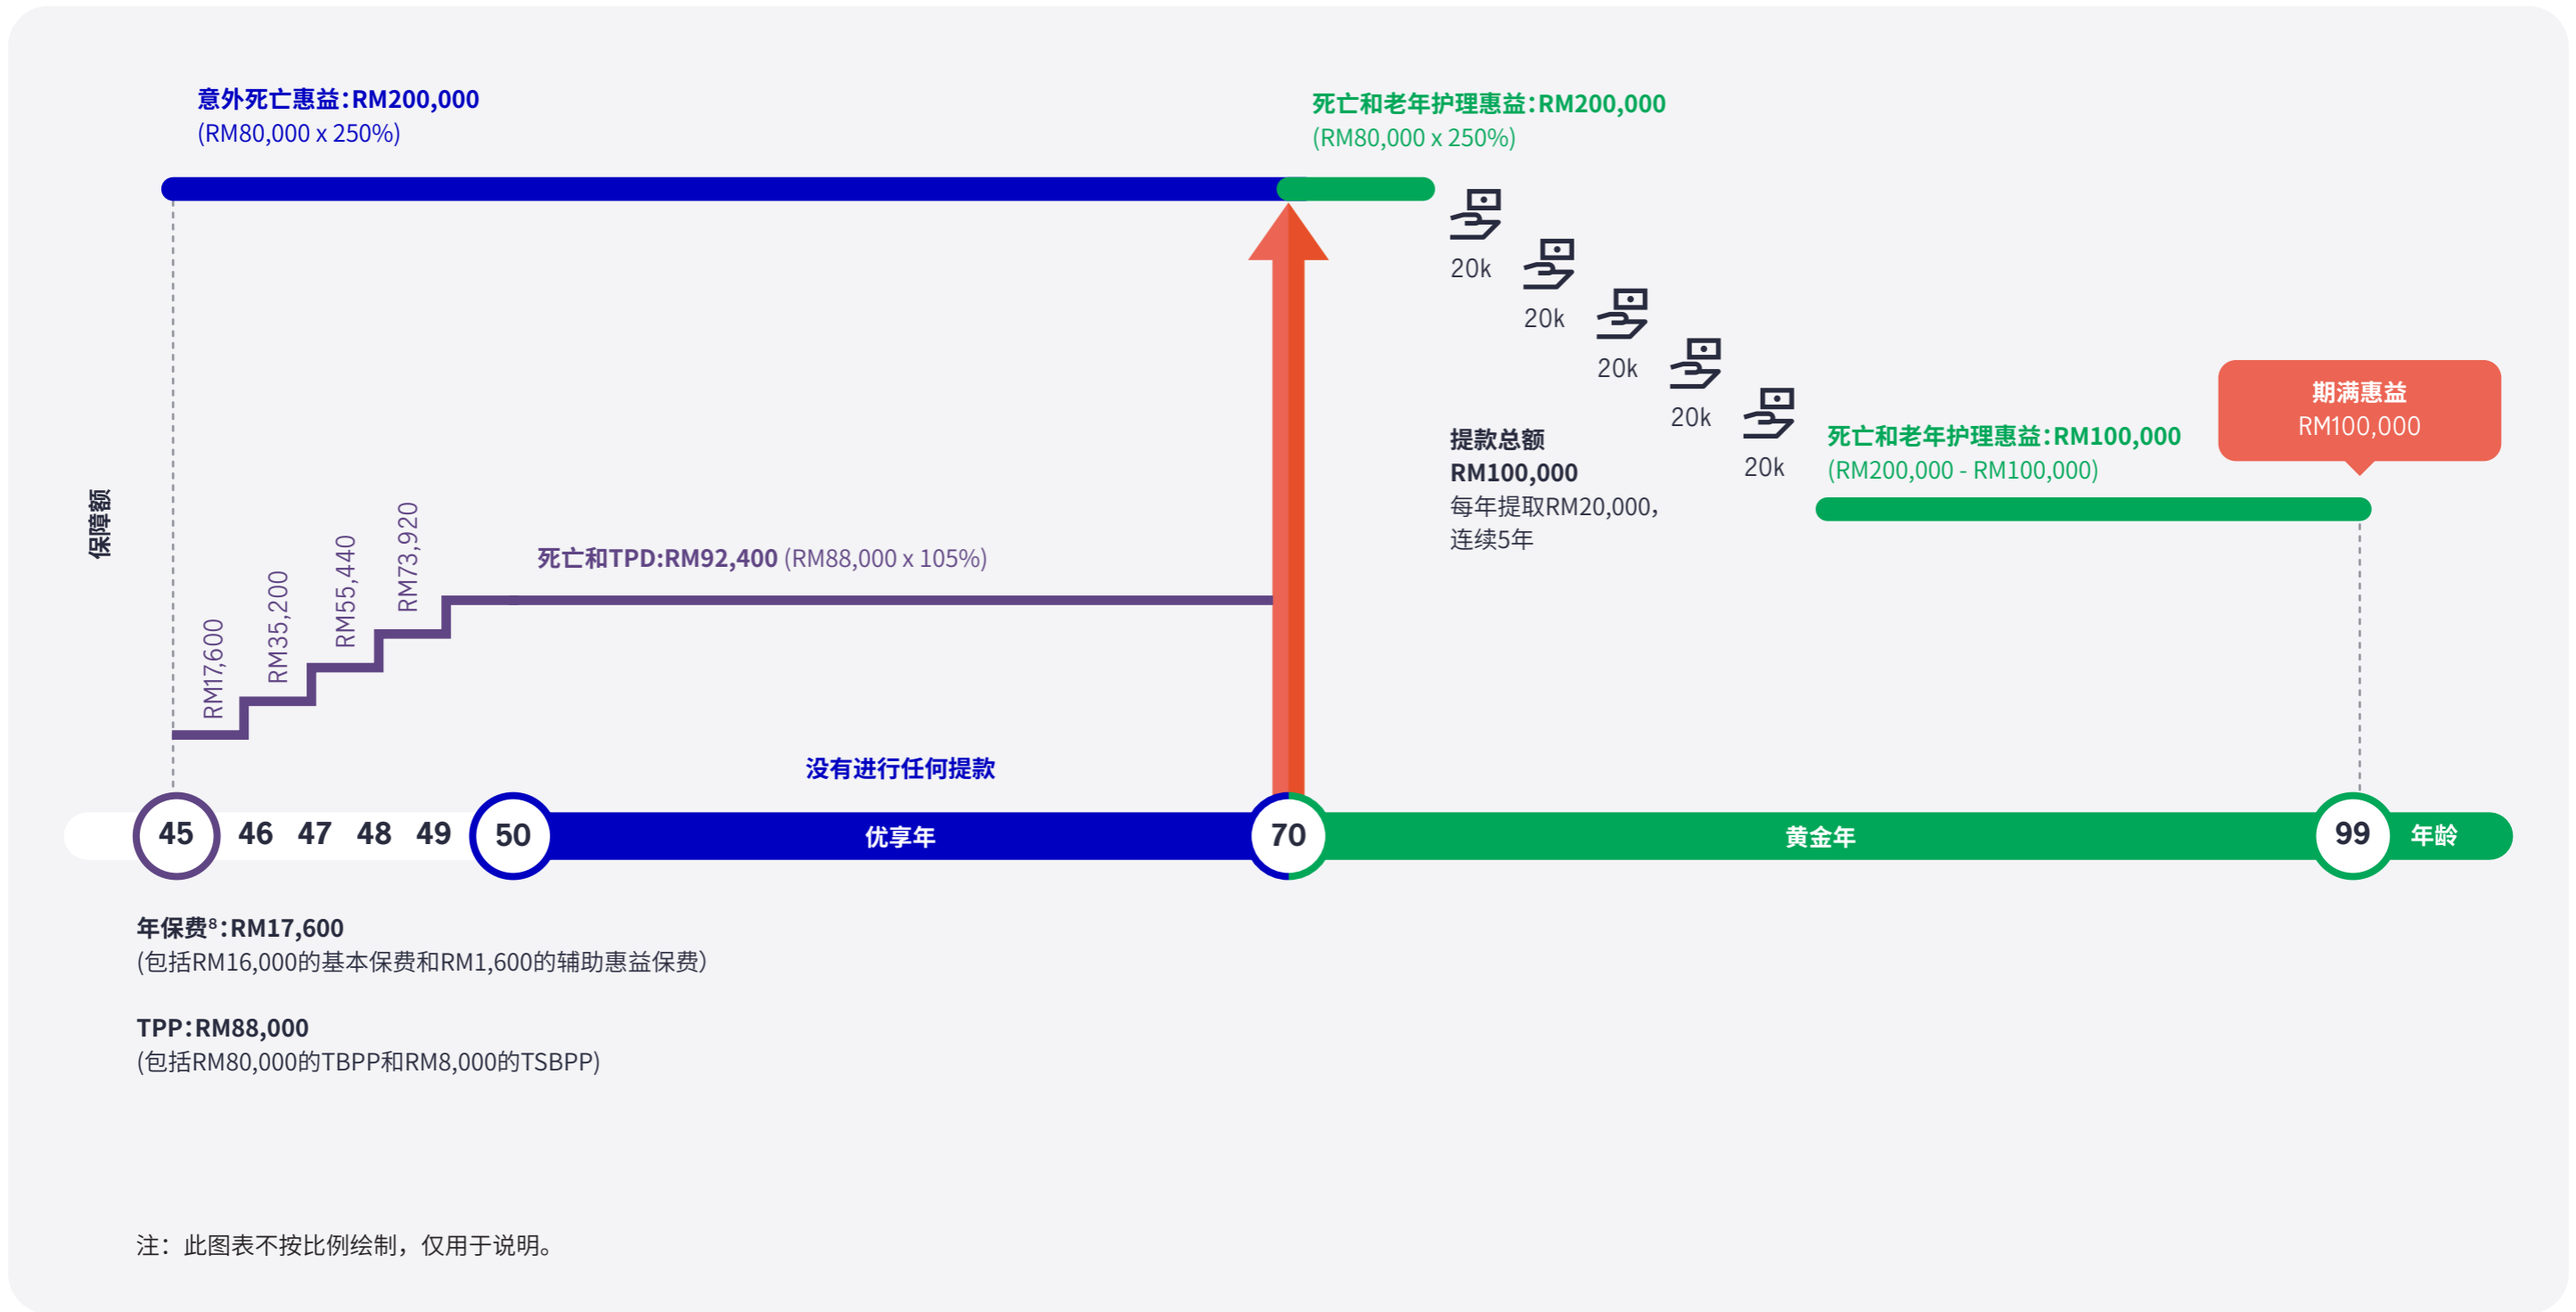 意外死亡惠益：RM200,000
(RM80,000 x 250%)
死亡和老年护理惠益：RM200,000
(RM80,000 x 250%)
20k
20k
20k
20k
20k
提款总额
RM100,000
每年提取RM20,000，
连续5年
死亡和老年护理惠益：RM100,000
(RM200,000 - RM100,000)
期满惠益
RM100,000
保障额
RM17,600
RM35,200
RM55,440
RM73,920
死亡和TPD:RM92,400 (RM88,000 x 105%)
没有进行任何提款
45 46 47 48 49 50 优享年 70 黄金年 99 年龄
年保费⁸：RM17,600
(包括RM16,000的基本保费和RM1,600的辅助惠益保费）
TPP：RM88,000
(包括RM80,000的TBPP和RM8,000的TSBPP)
注：此图表不按比例绘制，仅用于说明。